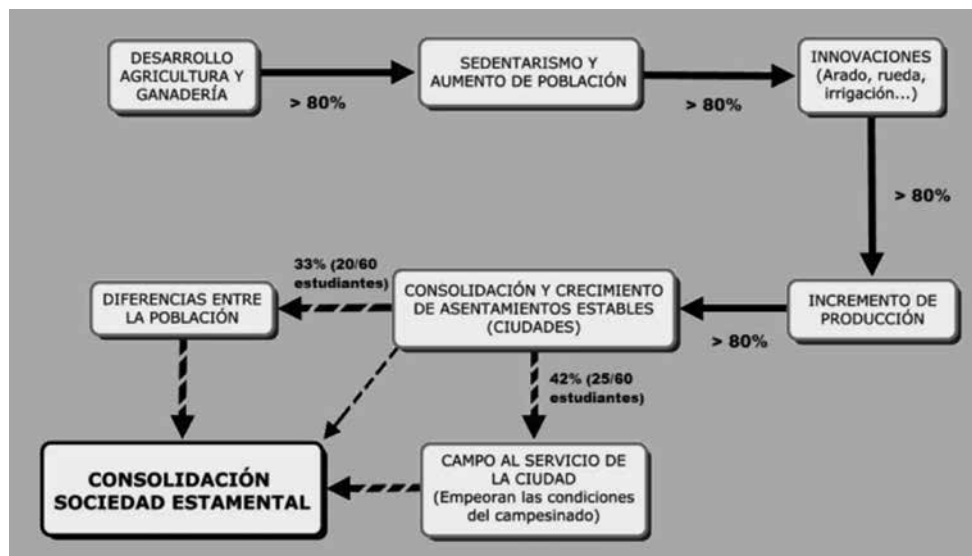 DESARROLLO
AGRICULTURA Y
GANADERÍA
> 80%
SEDENTARISMO Y
AUMENTO DE POBLACIÓN
> 80%
INNOVACIONES
(Arado, rueda,
irrigación...)
> 80%
INCREMENTO DE
PRODUCCIÓN
> 80%
CONSOLIDACIÓN Y CRECIMIENTO
DE ASENTAMIENTOS ESTABLES
(CIUDADES)
33% (20/60
estudiantes)
DIFERENCIAS ENTRE
LA POBLACIÓN
42% (25/60
estudiantes)
CAMPO AL SERVICIO DE
LA CIUDAD
(Empeoran las condiciones
del campesinado)
CONSOLIDACIÓN
SOCIEDAD ESTAMENTAL